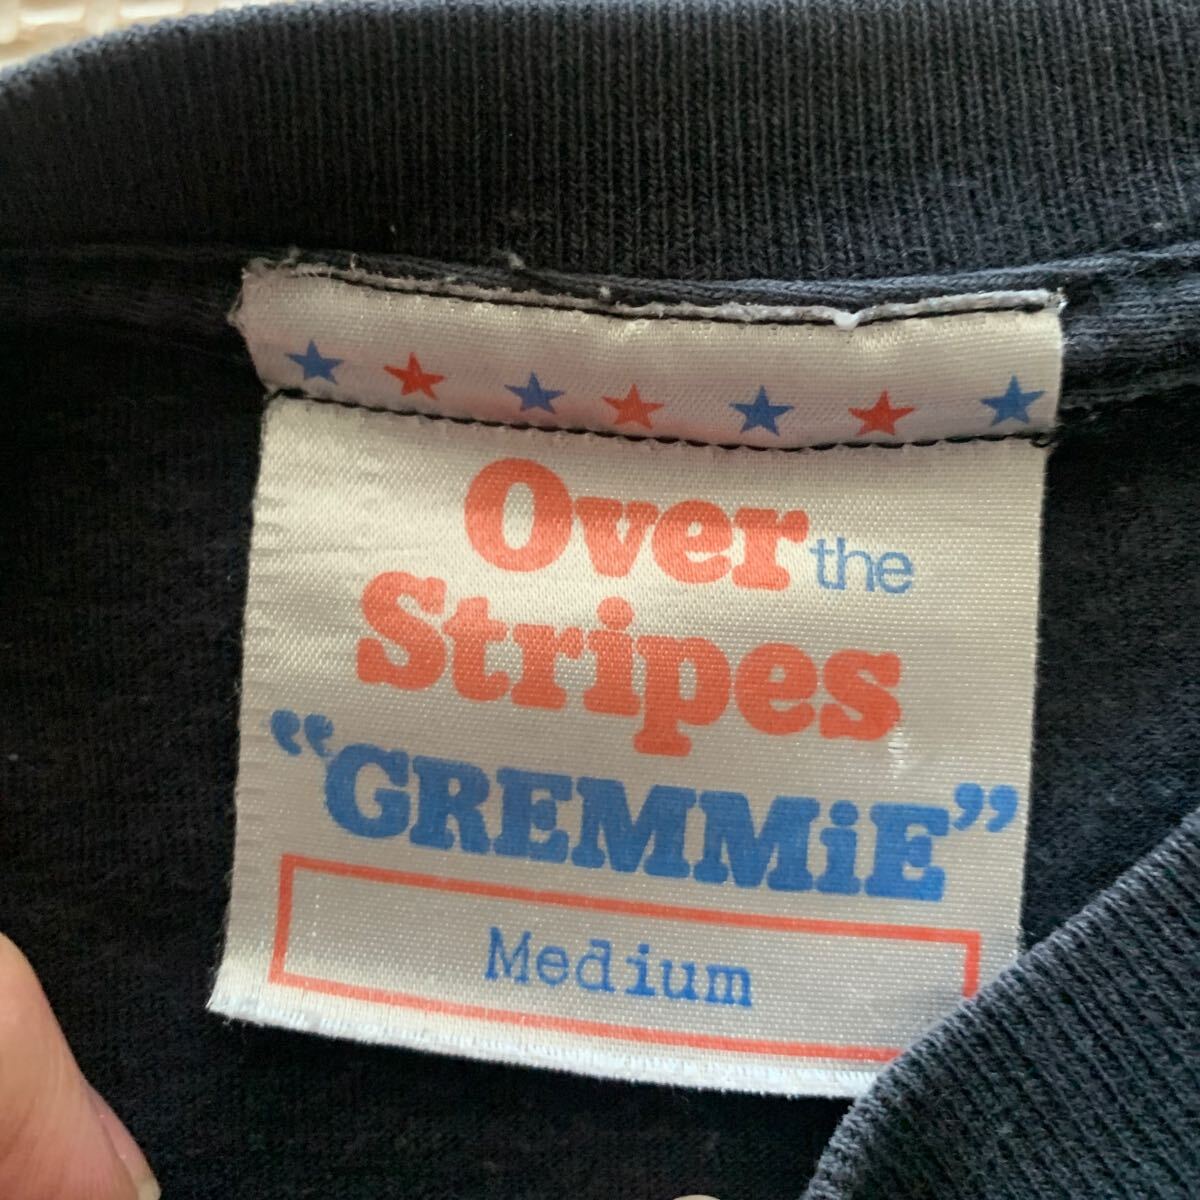 Over the
Stripes
“GREMMiE”
Medium